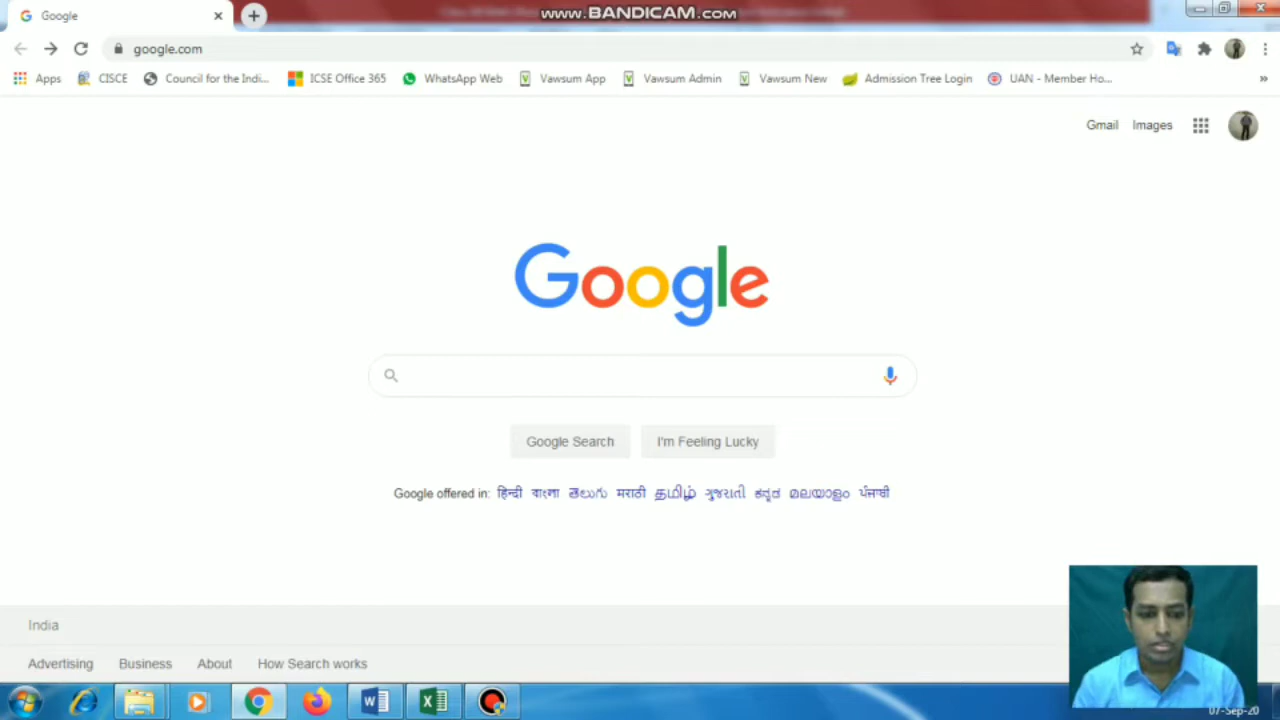 www.BANDICAM.com
Google
google.com
Apps CISCE Council for the Indi... ICSE Office 365 WhatsApp Web Vawsum App Vawsum Admin Vawsum New Admission Tree Login UAN - Member Ho... »
Gmail Images
Google
Google Search I'm Feeling Lucky
Google offered in: हिन्दी বাংলা తెలుగు मराठी தமிழ் ગુજરાતી ಕನ್ನಡ മലയാളം ਪੰਜਾਬੀ
India
Advertising Business About How Search works
07-Sep-20